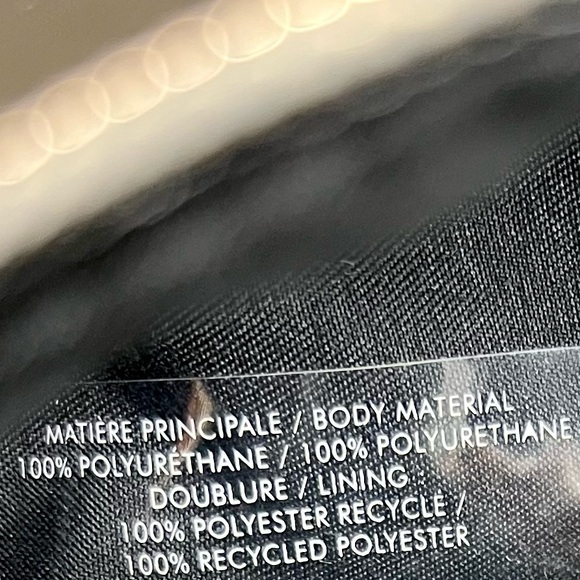 MATIÈRE PRINCIPALE / BODY MATERIAL
100% POLYURÉTHANE / 100% POLYURETHANE
DOUBLURE / LINING
100% POLYESTER RECYCLÉ /
100% RECYCLED POLYESTER